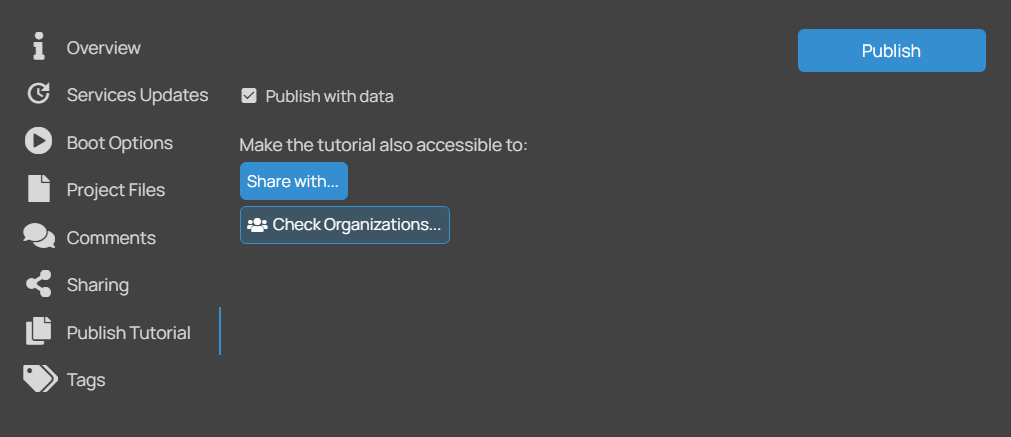 Overview
Services Updates
Boot Options
Project Files
Comments
Sharing
Publish Tutorial
Tags
Publish
Publish with data
Make the tutorial also accessible to:
Share with...
Check Organizations...